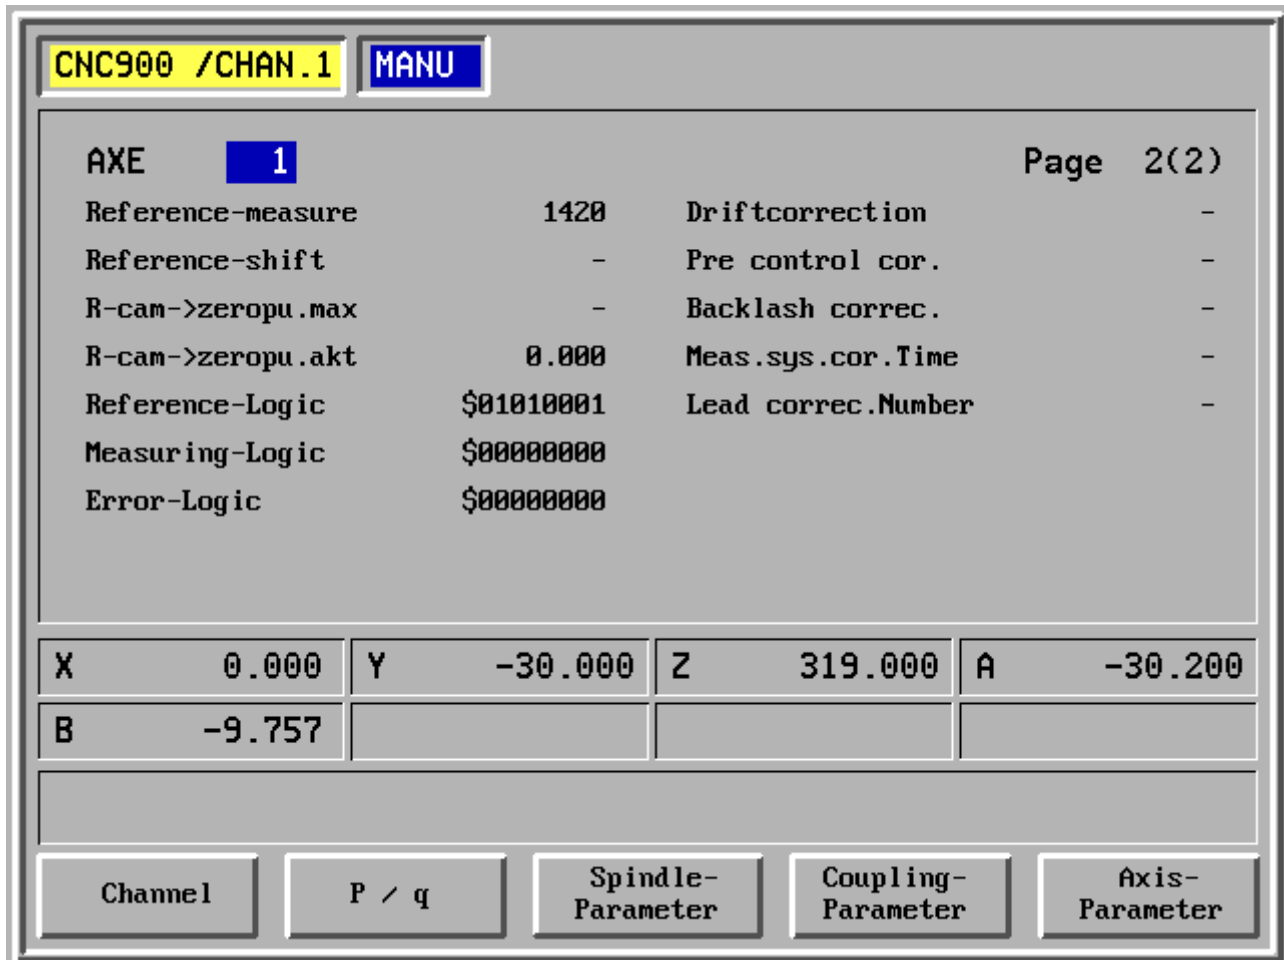 CNC900 /CHAN.1 MANU
AXE 1 Page 2(2)
Reference-measure 1420 Driftcorrection -
Reference-shift - Pre control cor. -
R-cam->zeropu.max - Backlash correc. -
R-cam->zeropu.akt 0.000 Meas.sys.cor.Time -
Reference-Logic $01010001 Lead correc.Number -
Measuring-Logic $00000000
Error-Logic $00000000
X 0.000 Y -30.000 Z 319.000 A -30.200
B -9.757
Channel P / q Spindle- Coupling- Axis-
Parameter Parameter Parameter